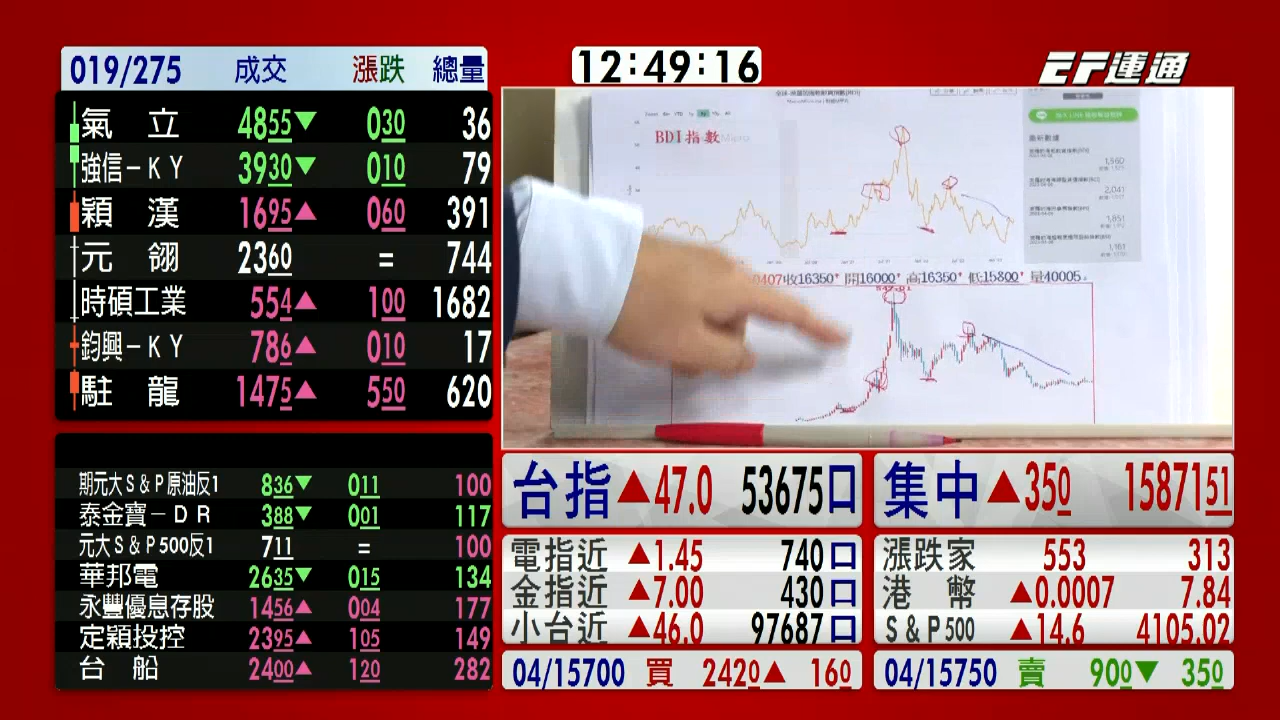 019/275 成交 漲跌 總量
氣立 4855▼ 030 36
強信-KY 3930▼ 010 79
穎漢 1695▲ 060 391
元翎 2360 = 744
時碩工業 554▲ 100 1682
鈞興-KY 786▲ 010 17
駐龍 1475▲ 550 620
期元大S&P原油反1 836▼ 011 100
泰金寶-DR 388▼ 001 117
元大S&P500反1 711 = 100
華邦電 2635▼ 015 134
永豐優息存股 1456▲ 004 177
定穎投控 2395▲ 105 149
台船 2400▲ 120 282
12:49:16
EF運通
BDI指數
Micro
1,960
2,041
1,851
1,161
0407收16350 開16000 高16350 低15800 量40005
台指▲47.0 53675口
電指近 ▲1.45 740口
金指近 ▲7.00 430口
小台近 ▲46.0 97687口
04/15700 買 2420▲ 160
集中▲350 1587151
漲跌家 553 313
港幣 ▲0.0007 7.84
S&P500 ▲14.6 4105.02
04/15750 賣 900▼ 350